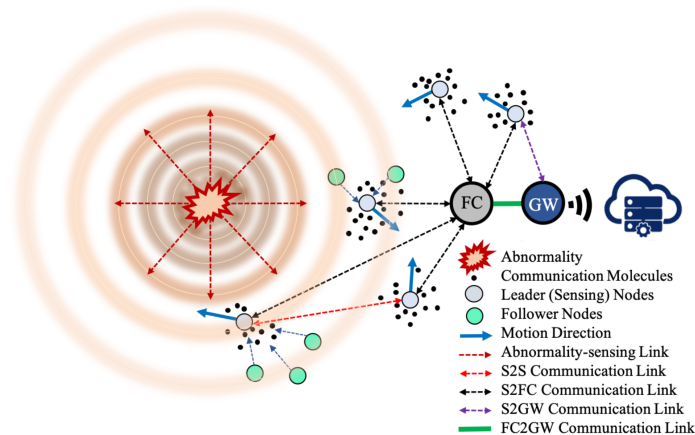 FC
GW
Abnormality
Communication Molecules
Leader (Sensing) Nodes
Follower Nodes
Motion Direction
Abnormality-sensing Link
S2S Communication Link
S2FC Communication Link
S2GW Communication Link
FC2GW Communication Link